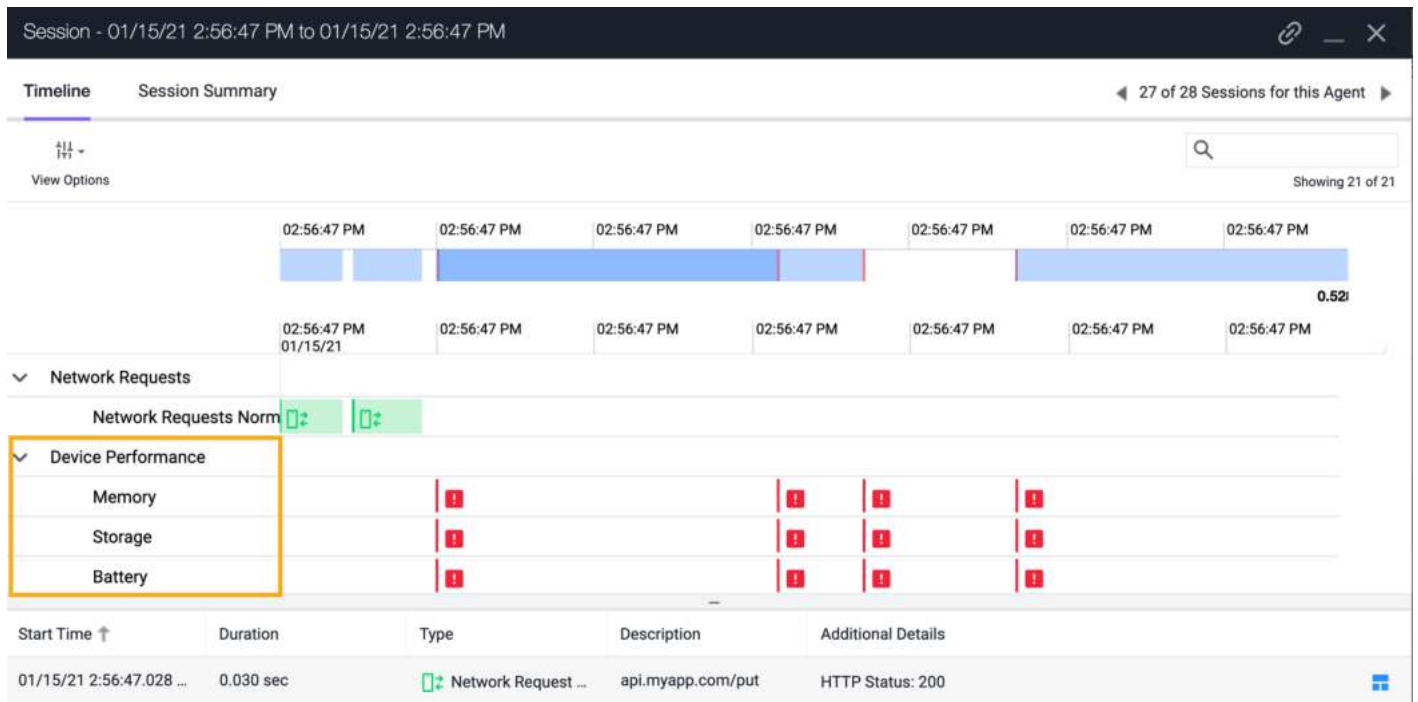 Session - 01/15/21 2:56:47 PM to 01/15/21 2:56:47 PM
Timeline Session Summary 27 of 28 Sessions for this Agent
View Options
Showing 21 of 21
02:56:47 PM 02:56:47 PM 02:56:47 PM 02:56:47 PM 02:56:47 PM 02:56:47 PM 02:56:47 PM
0.52
02:56:47 PM 02:56:47 PM 02:56:47 PM 02:56:47 PM 02:56:47 PM 02:56:47 PM 02:56:47 PM
01/15/21
Network Requests
Network Requests Norm
Device Performance
Memory
Storage
Battery
Start Time Duration Type Description Additional Details
01/15/21 2:56:47.028 ... 0.030 sec Network Request ... api.myapp.com/put HTTP Status: 200